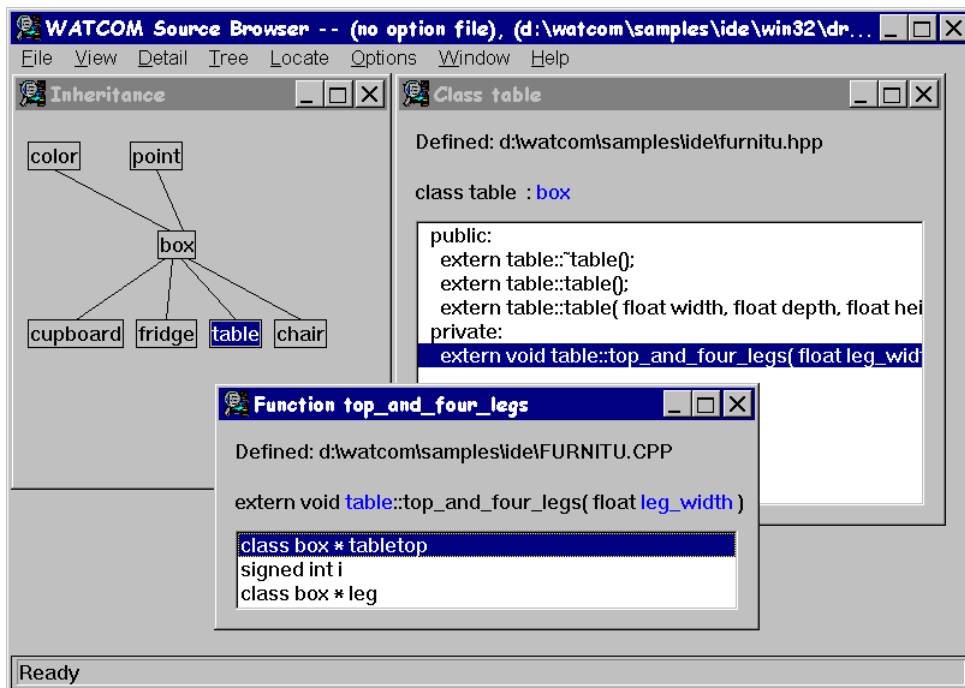 WATCOM Source Browser -- (no option file), (d:\watcom\samples\ide\win32\dr...
File View Detail Tree Locate Options Window Help
Inheritance
color point
box
cupboard fridge table chair
Class table
Defined: d:\watcom\samples\ide\furnitu.hpp
class table : box
public:
extern table::~table();
extern table::table();
extern table::table( float width, float depth, float hei
private:
extern void table::top_and_four_legs( float leg_widt
Function top_and_four_legs
Defined: d:\watcom\samples\ide\FURNITU.CPP
extern void table::top_and_four_legs( float leg_width )
class box * tabletop
signed int i
class box * leg
Ready